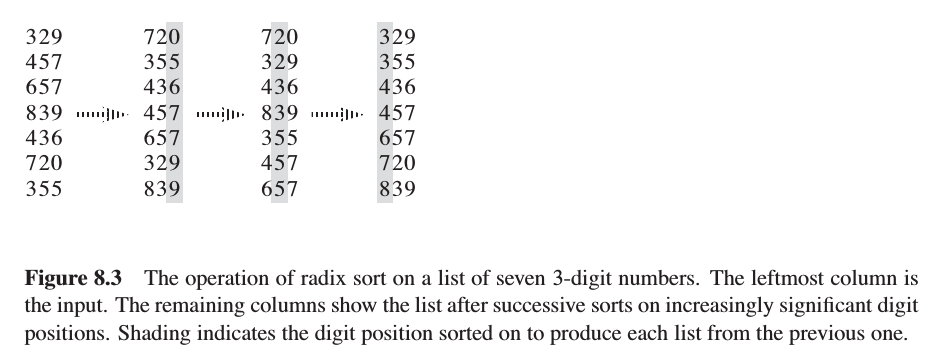 329 720 720 329
457 355 329 355
657 436 436 436
839 457 839 457
436 657 355 657
720 329 457 720
355 839 657 839
Figure 8.3 The operation of radix sort on a list of seven 3-digit numbers. The leftmost column is
the input. The remaining columns show the list after successive sorts on increasingly significant digit
positions. Shading indicates the digit position sorted on to produce each list from the previous one.